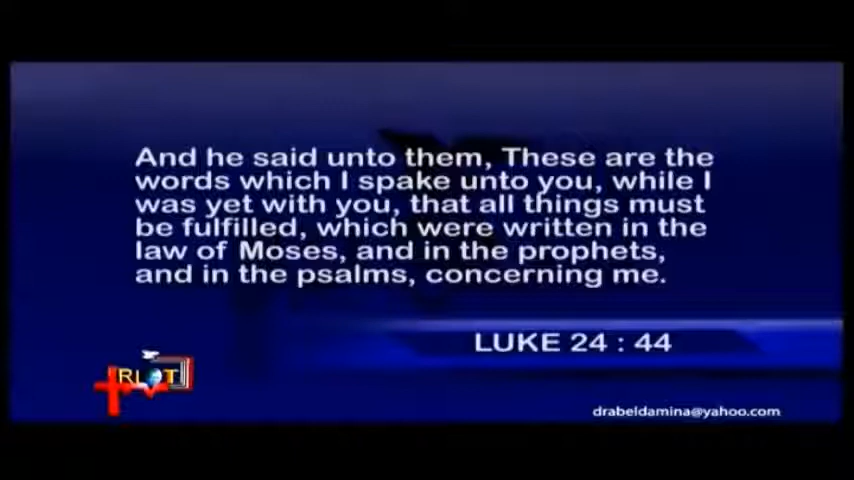 And he said unto them, These are the
words which I spake unto you, while I
was yet with you, that all things must
be fulfilled, which were written in the
law of Moses, and in the prophets,
and in the psalms, concerning me.
LUKE 24 : 44
RLOT
drabeldamina@yahoo.com